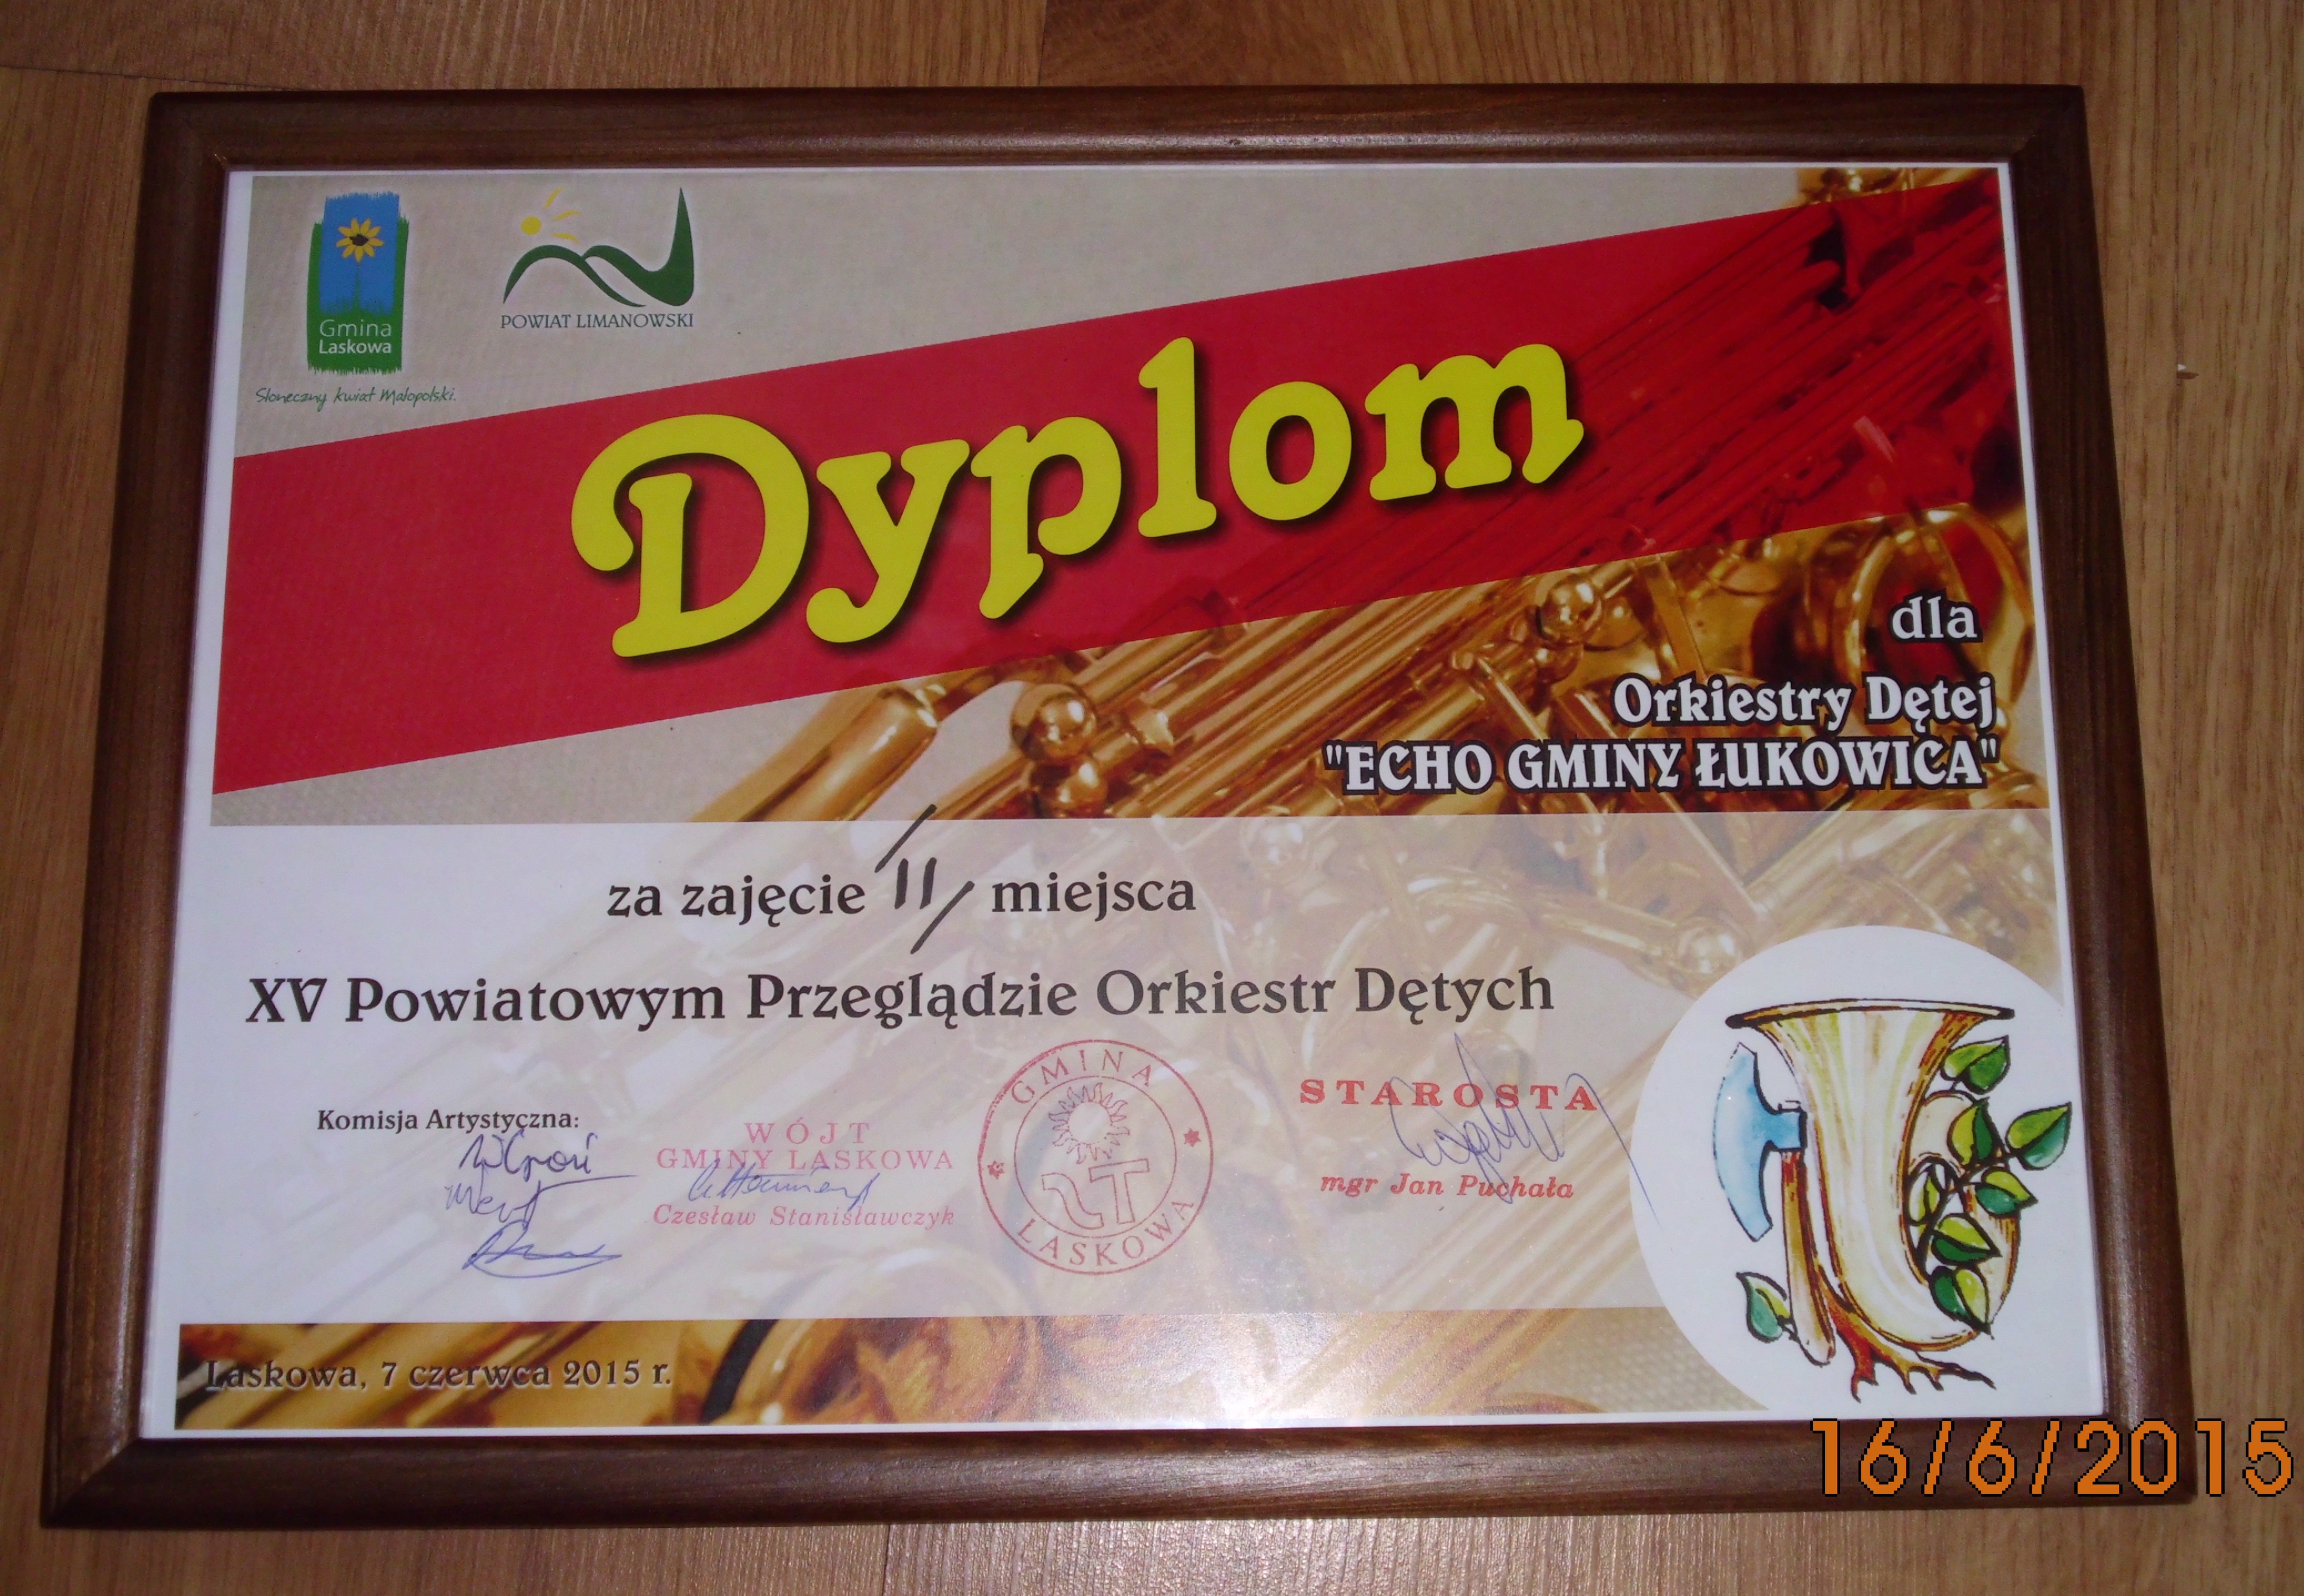 Gmina
Laskowa
Słoneczny kwiat Małopolski.
POWIAT LIMANOWSKI
Dyplom
dla
Orkiestry Dętej
"ECHO GMINY ŁUKOWICA"
za zajęcie II miejsca
XV Powiatowym Przeglądzie Orkiestr Dętych
Komisja Artystyczna:
WÓJT
GMINY LASKOWA
Czesław Stanisławczyk
GMINA
LASKOWA
STAROSTA
mgr Jan Puchała
Laskowa, 7 czerwca 2015 r.
16/6/2015